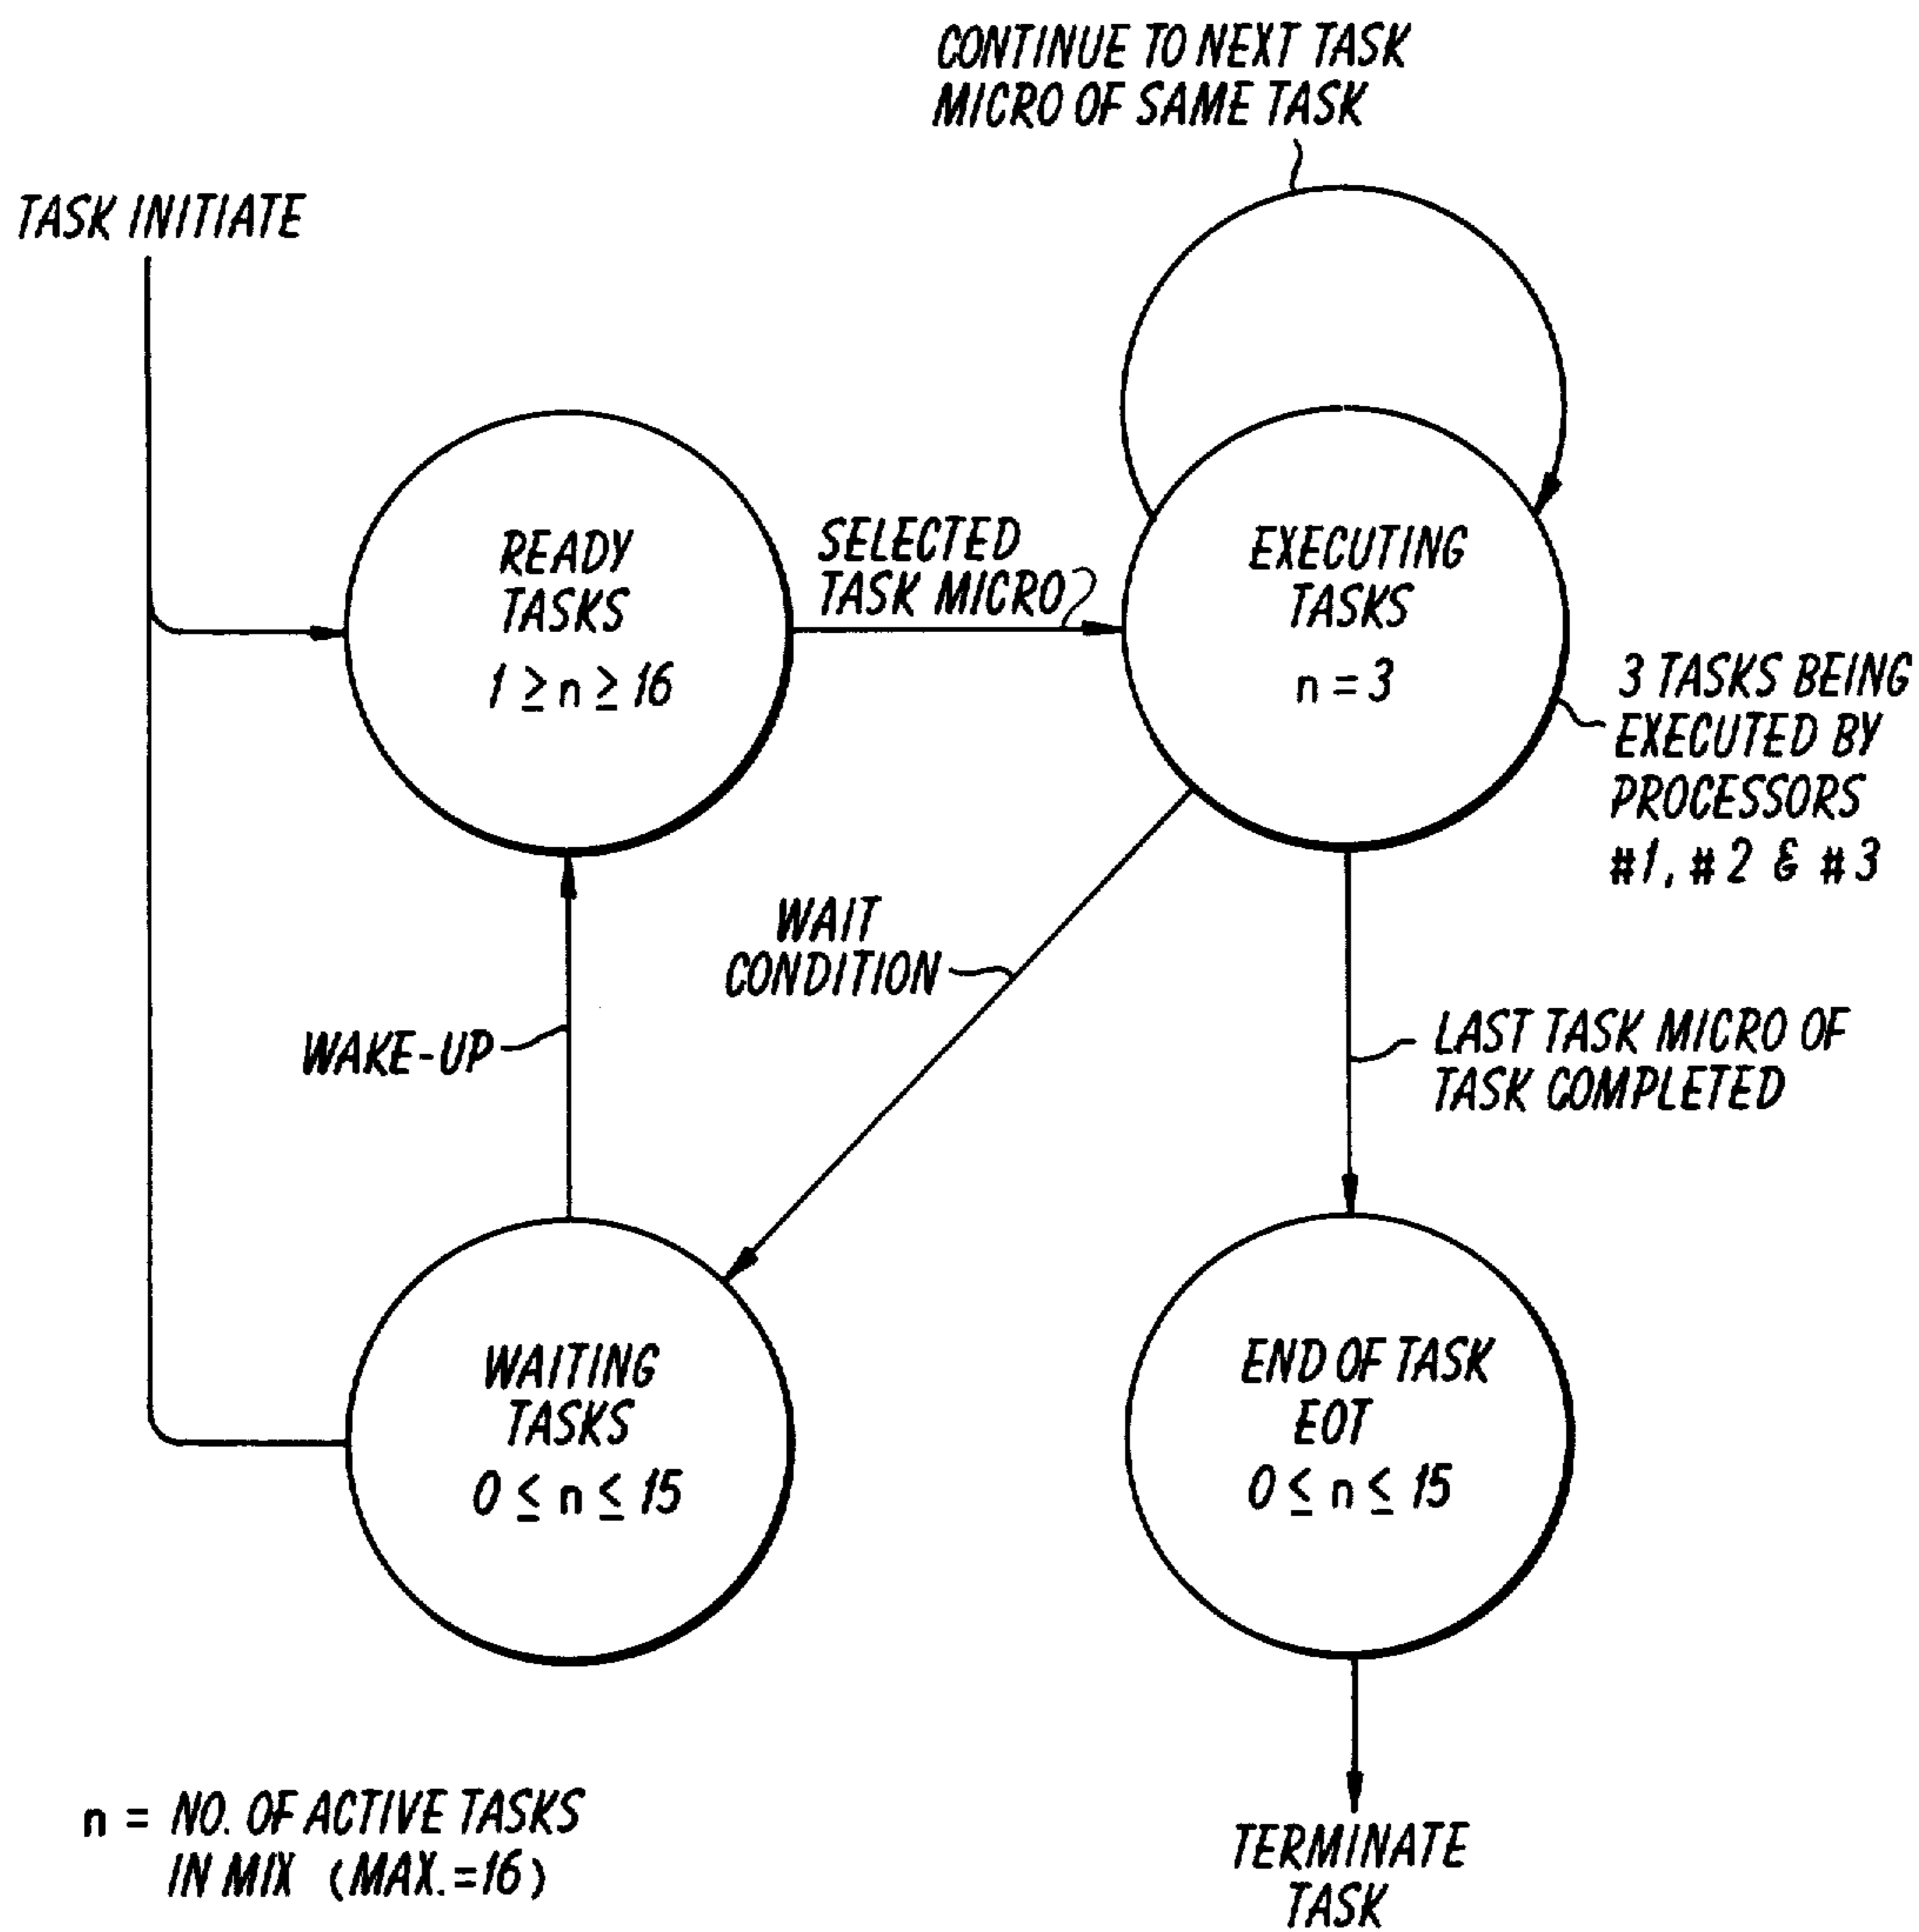 CONTINUE TO NEXT TASK
MICRO OF SAME TASK
TASK INITIATE
READY
TASKS
1 ≥ n ≥ 16
SELECTED
TASK MICRO
EXECUTING
TASKS
n = 3
3 TASKS BEING
EXECUTED BY
PROCESSORS
#1, #2 & #3
WAIT
CONDITION
WAKE-UP
LAST TASK MICRO OF
TASK COMPLETED
WAITING
TASKS
0 ≤ n ≤ 15
END OF TASK
EOT
0 ≤ n ≤ 15
n = NO. OF ACTIVE TASKS
IN MIX (MAX.=16)
TERMINATE
TASK